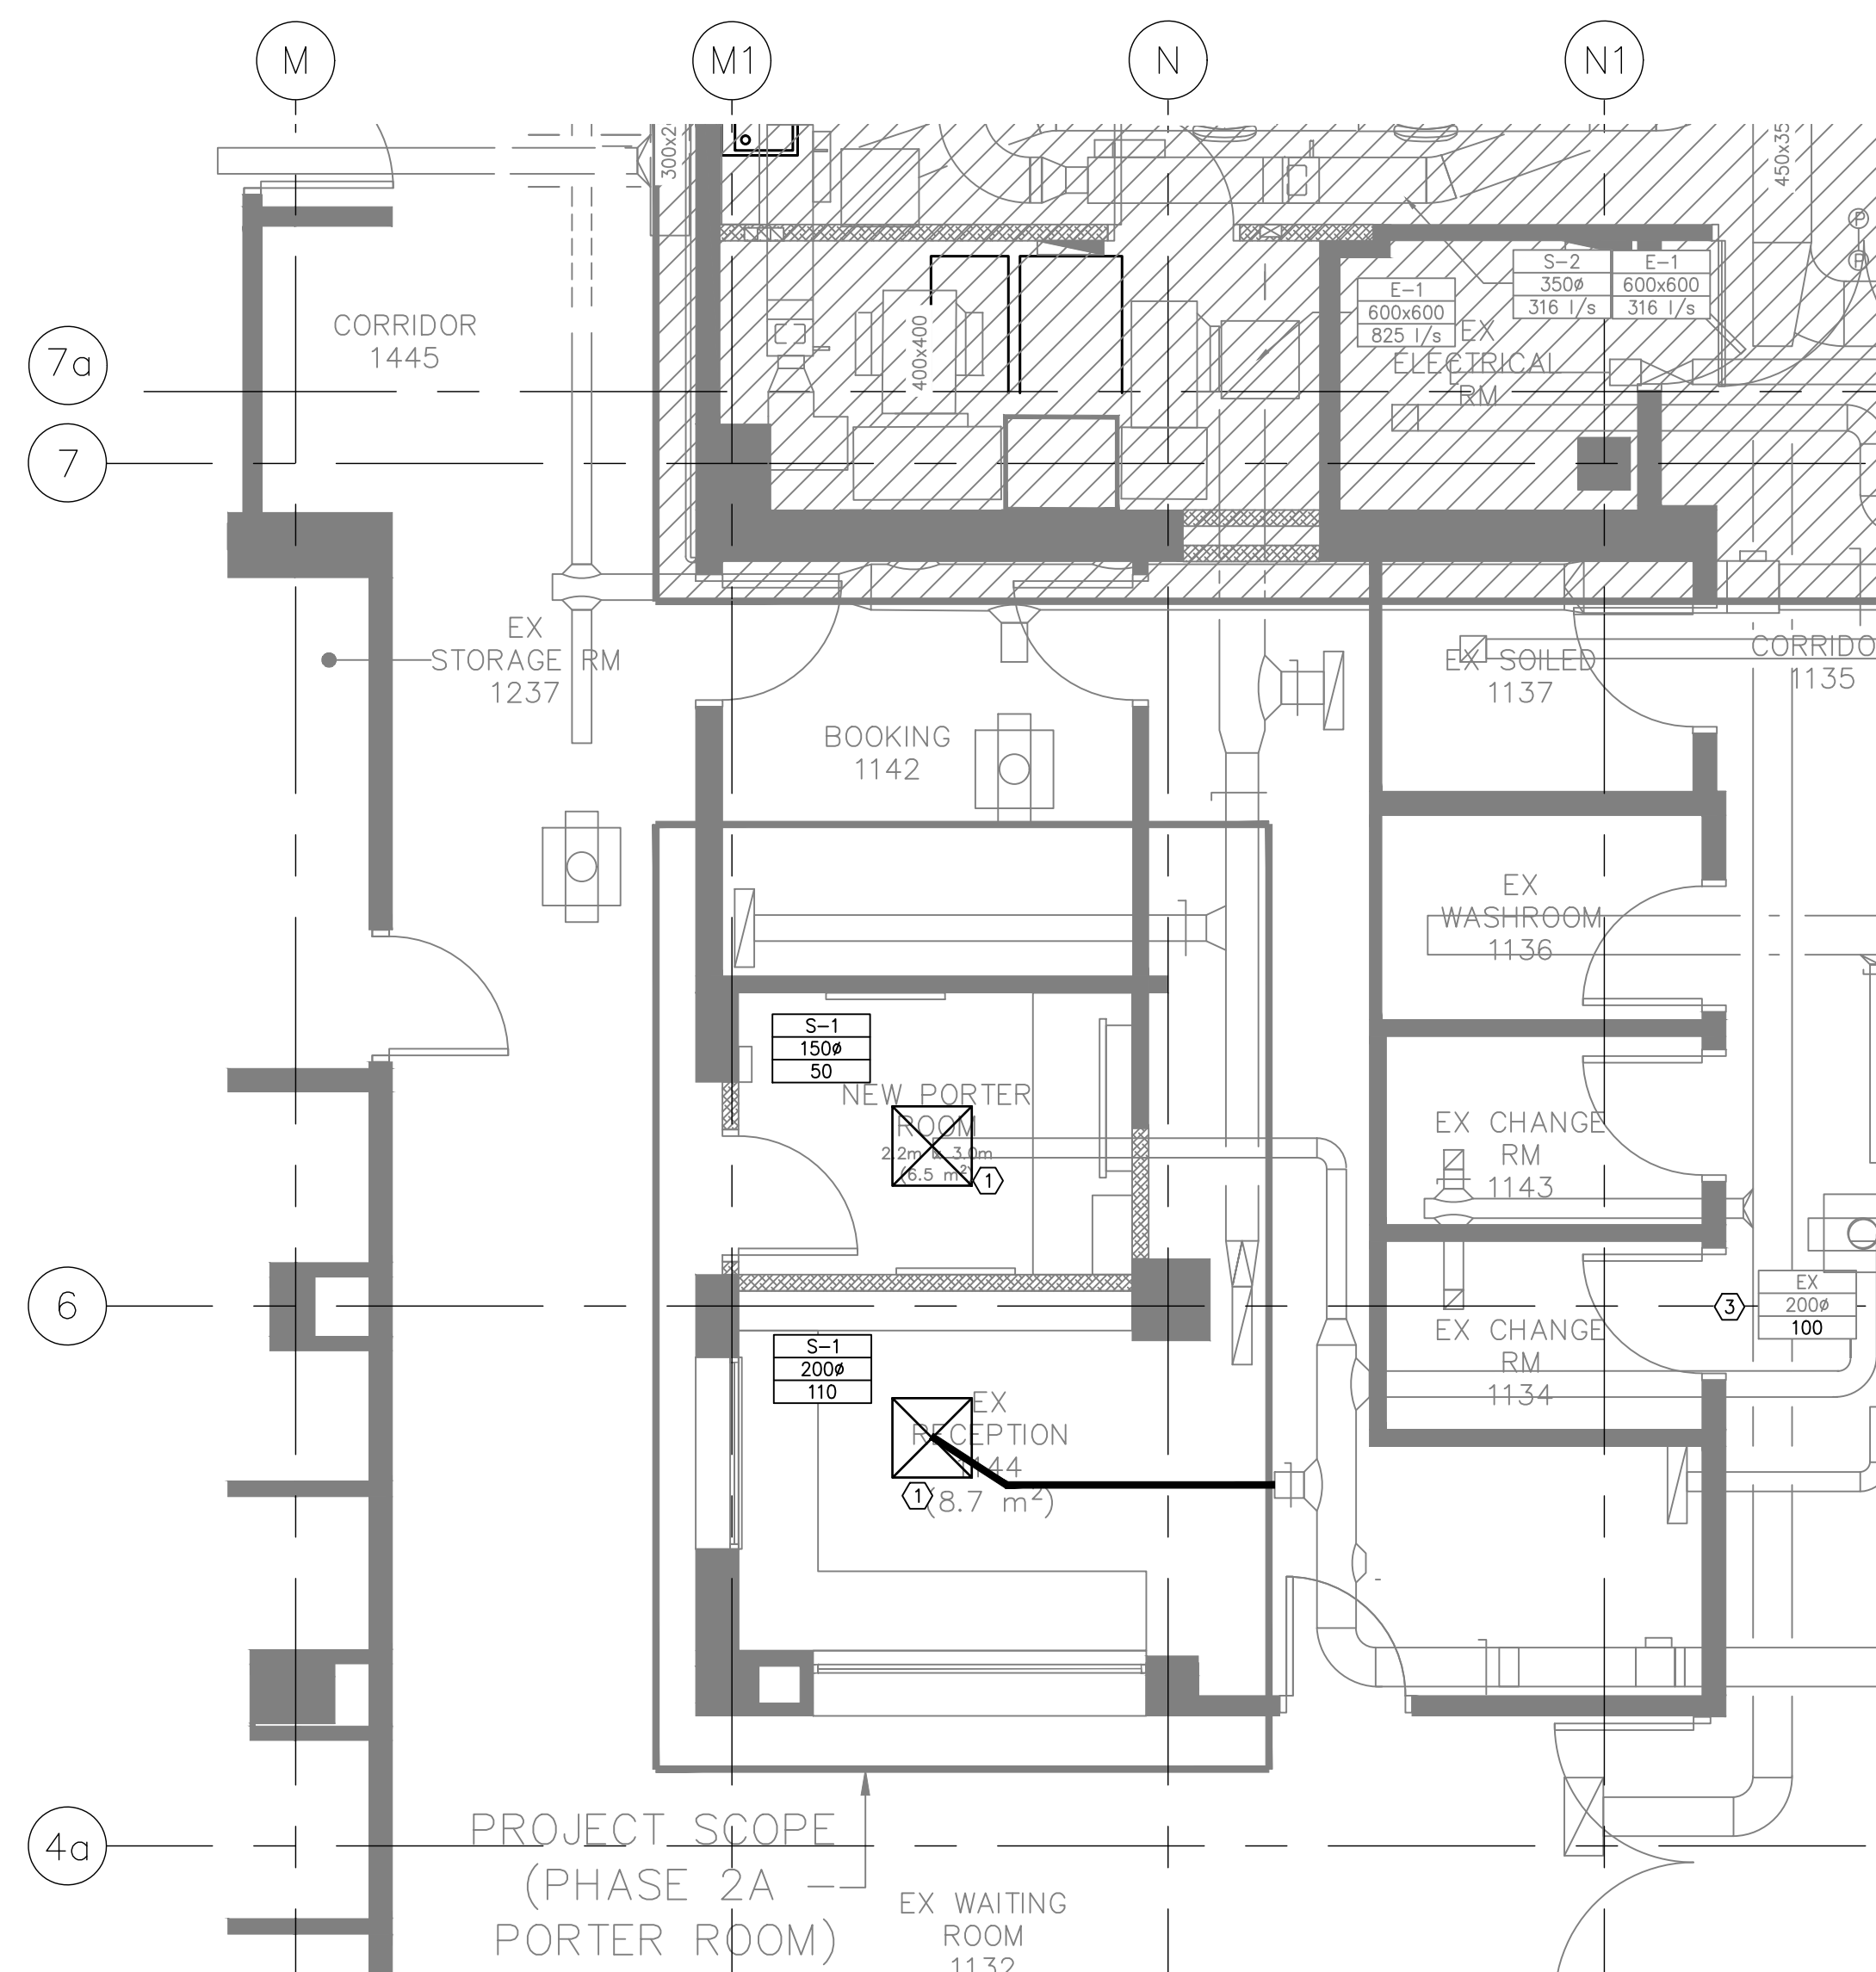 M
M1
N
N1
300x2
450x35
P
P
7a
7
6
4a
CORRIDOR
1445
400x400
E-1
600x600
825 l/s
S-2
350ø
316 l/s
E-1
600x600
316 l/s
EX
ELECTRICAL
RM
EX
STORAGE RM
1237
BOOKING
1142
EX SOILED
1137
CORRIDO
1135
EX
WASHROOM
1136
S-1
150ø
50
NEW PORTER
ROOM
2.2m x 3.0m
(6.5 m²)
1
EX CHANGE
RM
1143
3
EX
200ø
100
EX CHANGE
RM
1134
S-1
200ø
110
EX
RECEPTION
1144
(8.7 m²)
1
PROJECT SCOPE
(PHASE 2A
PORTER ROOM)
EX WAITING
ROOM
1132